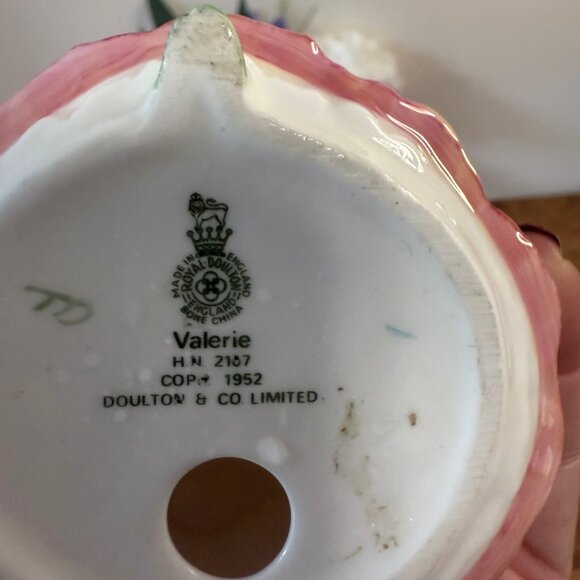 MADE IN ENGLAND
ROYAL DOULTON
ENGLAND
BONE CHINA
Valerie
H.N. 2107
COPR. 1952
DOULTON & CO LIMITED